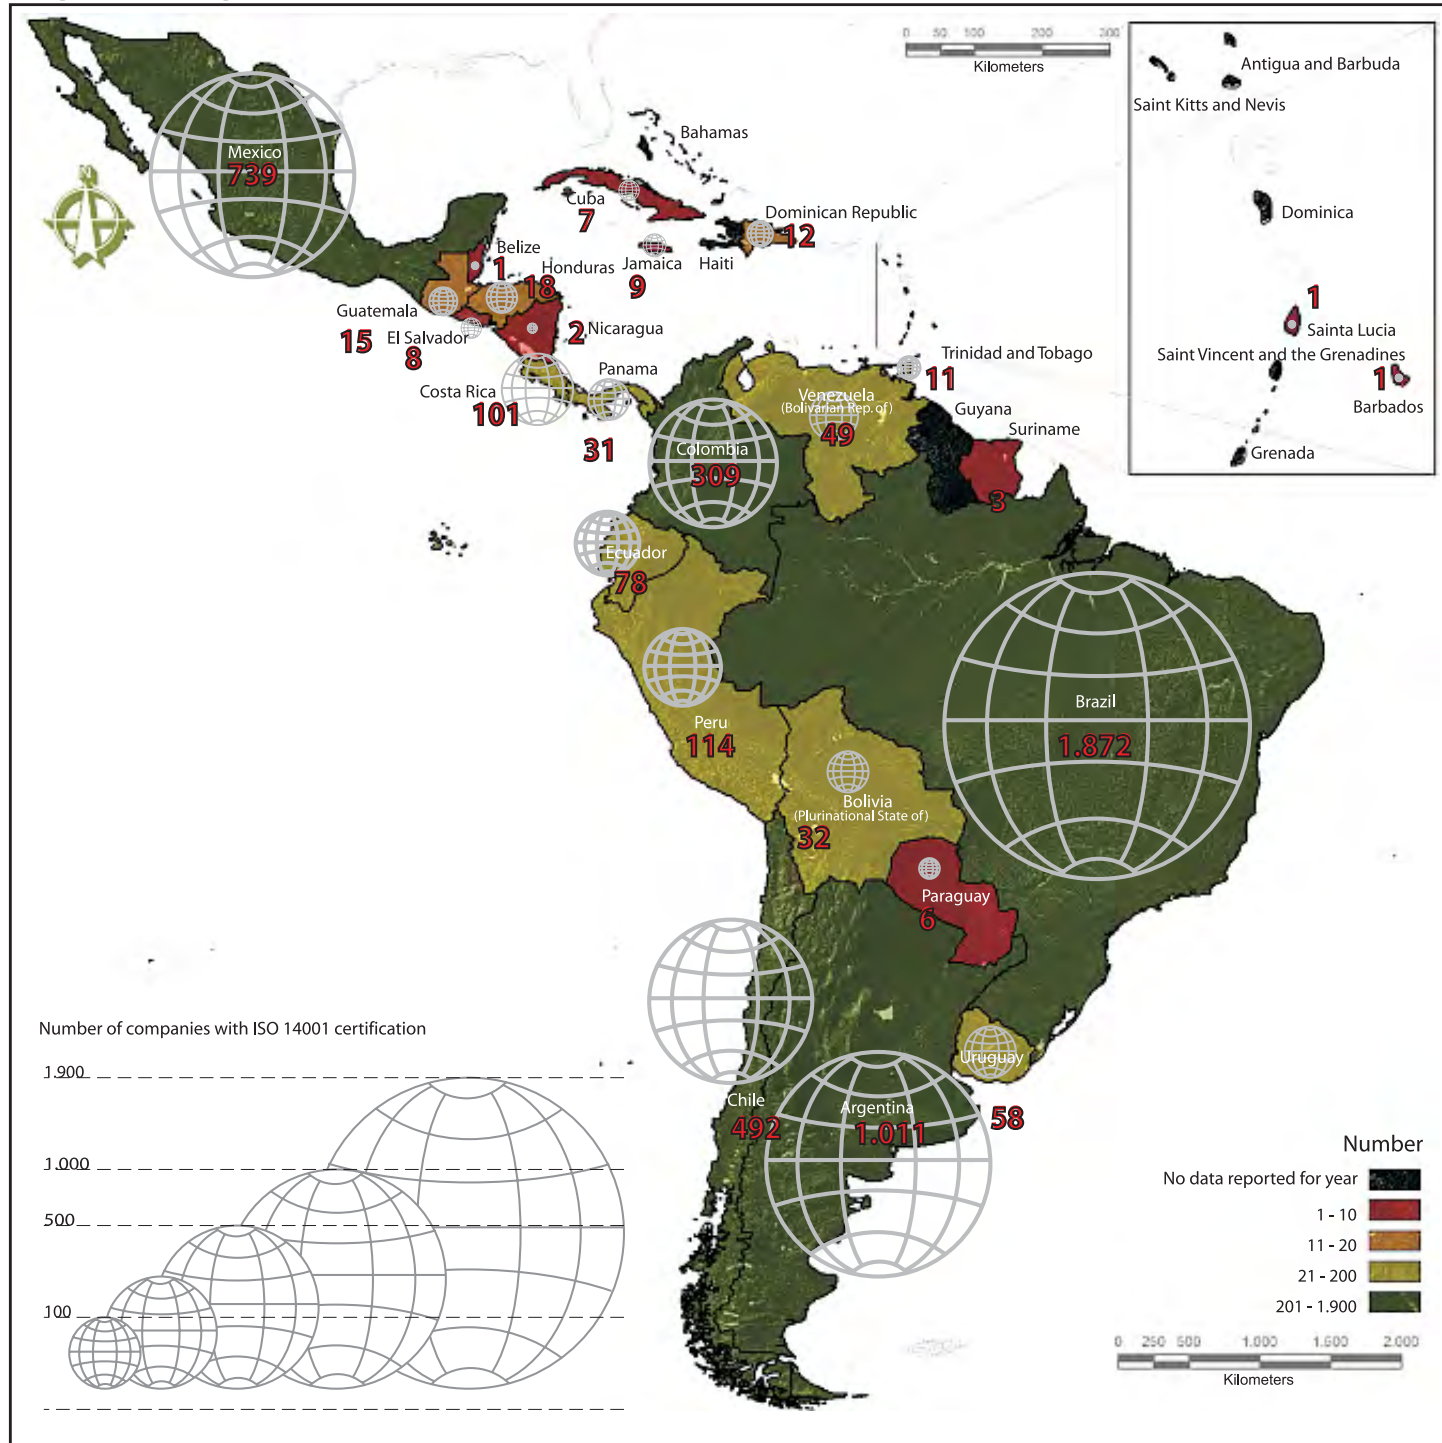 0 50 100 200 300
Kilometers
Antigua and Barbuda
Saint Kitts and Nevis
Dominica
1
Sainta Lucia
Saint Vincent and the Grenadines
1
Barbados
Grenada
N
Mexico
739
Bahamas
Cuba
7
Dominican Republic
12
Belize
1
Honduras
18
Jamaica
9
Haiti
Guatemala
15
El Salvador
8
2
Nicaragua
Costa Rica
101
Panama
31
Trinidad and Tobago
11
Venezuela
(Bolivarian Rep. of)
49
Guyana
Suriname
3
Colombia
309
Ecuador
78
Peru
114
Brazil
1.872
Bolivia
(Plurinational State of)
32
Paraguay
6
Uruguay
58
Chile
492
Argentina
1.011
Number of companies with ISO 14001 certification
1.900
1.000
500
100
Number
No data reported for year
1 - 10
11 - 20
21 - 200
201 - 1.900
0 250 500 1.000 1.500 2.000
Kilometers